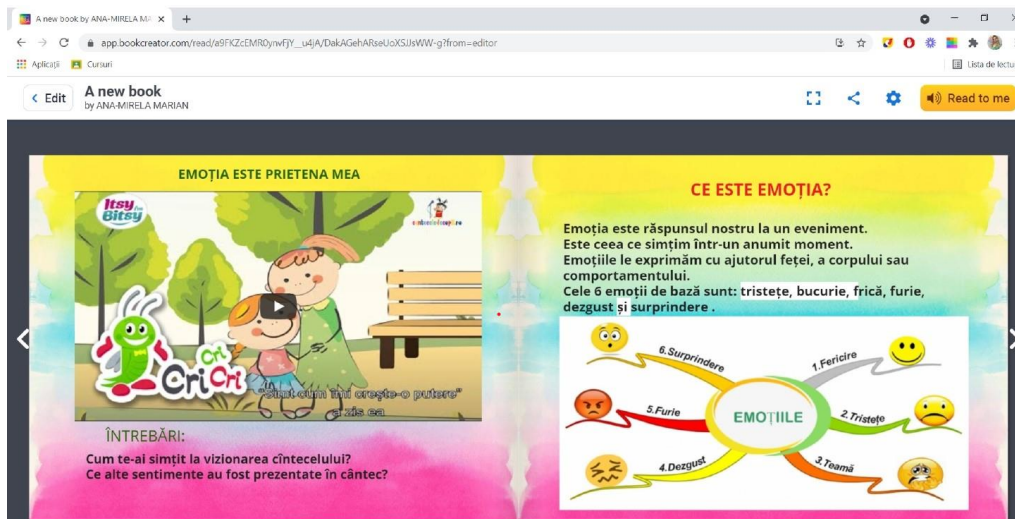 A new book by ANA-MIRELA MA
app.bookcreator.com/read/a9FKZcEMR0ynvFjY_u4jA/DakAGehARseUoXSJJsWW-g?from=editor
Aplicații
Cursuri
Lista de lectu
Edit
A new book
by ANA-MIRELA MARIAN
Read to me
EMOȚIA ESTE PRIETENA MEA
Itsy
Bitsy
Cri
CriCri
"Simt cum îmi crește-o putere"
a zis ea
ÎNTREBĂRI:
Cum te-ai simțit la vizionarea cîntecelului?
Ce alte sentimente au fost prezentate în cântec?
CE ESTE EMOȚIA?
Emoția este răspunsul nostru la un eveniment.
Este ceea ce simțim într-un anumit moment.
Emoțiile le exprimăm cu ajutorul feței, a corpului sau
comportamentului.
Cele 6 emoții de bază sunt: tristețe, bucurie, frică, furie,
dezgust și surprindere .
EMOȚIILE
1.Fericire
2.Tristețe
3.Teamă
4.Dezgust
5.Furie
6.Surprindere